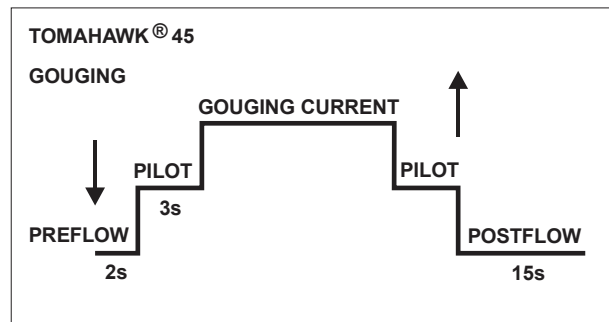 TOMAHAWK ® 45
GOUGING
GOUGING CURRENT
PILOT
PILOT
3s
PREFLOW
POSTFLOW
2s
15s